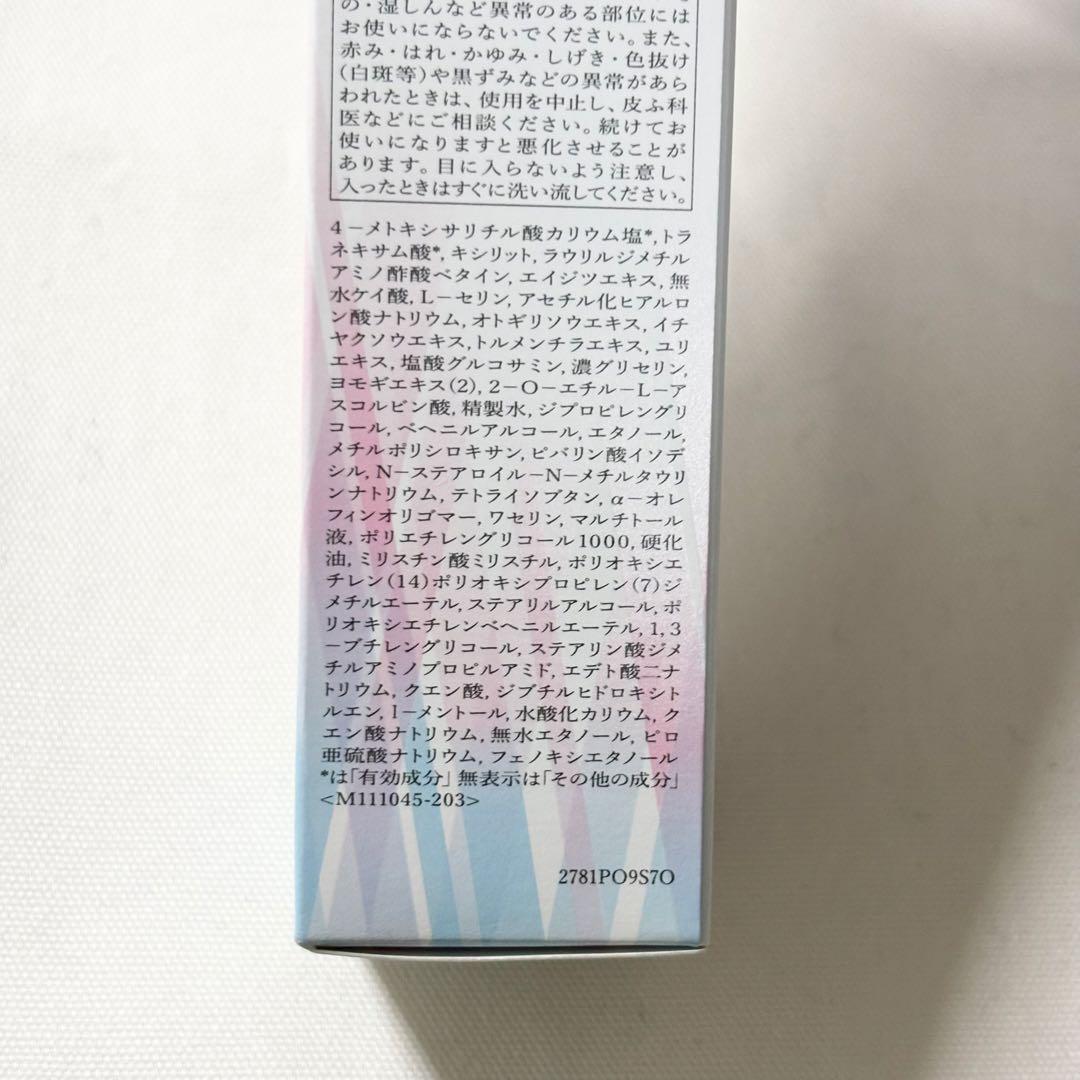 の・湿しんなど異常のある部位には
お使いにならないでください。また、
赤み・はれ・かゆみ・しげき・色抜け
(白斑等)や黒ずみなどの異常があら
われたときは、使用を中止し、皮ふ科
医などにご相談ください。続けてお
使いになりますと悪化させることが
あります。目に入らないよう注意し、
入ったときはすぐに洗い流してください。
4－メトキシサリチル酸カリウム塩*, トラ
ネキサム酸*, キシリット, ラウリルジメチル
アミノ酢酸ベタイン, エイジツエキス, 無
水ケイ酸, L－セリン, アセチル化ヒアルロ
ン酸ナトリウム, オトギリソウエキス, イチ
ヤクソウエキス,トルメンチラエキス, ユリ
エキス, 塩酸グルコサミン, 濃グリセリン,
ヨモギエキス(2), 2－O－エチル－L－ア
スコルビン酸, 精製水, ジプロピレングリ
コール, ベヘニルアルコール, エタノール,
メチルポリシロキサン, ピバリン酸イソデ
シル, N－ステアロイル－N－メチルタウリ
ンナトリウム, テトライソブタン, α－オレ
フィンオリゴマー, ワセリン, マルチトール
液, ポリエチレングリコール1000, 硬化
油, ミリスチン酸ミリスチル, ポリオキシエ
チレン(14)ポリオキシプロピレン(7)ジ
メチルエーテル, ステアリルアルコール, ポ
リオキシエチレンベヘニルエーテル, 1, 3
－ブチレングリコール, ステアリン酸ジメ
チルアミノプロピルアミド, エデト酸二ナ
トリウム, クエン酸, ジブチルヒドロキシト
ルエン, l－メントール, 水酸化カリウム, ク
エン酸ナトリウム, 無水エタノール, ピロ
亜硫酸ナトリウム, フェノキシエタノール
*は「有効成分」無表示は「その他の成分」
<M111045-203>
2781PO9S7O